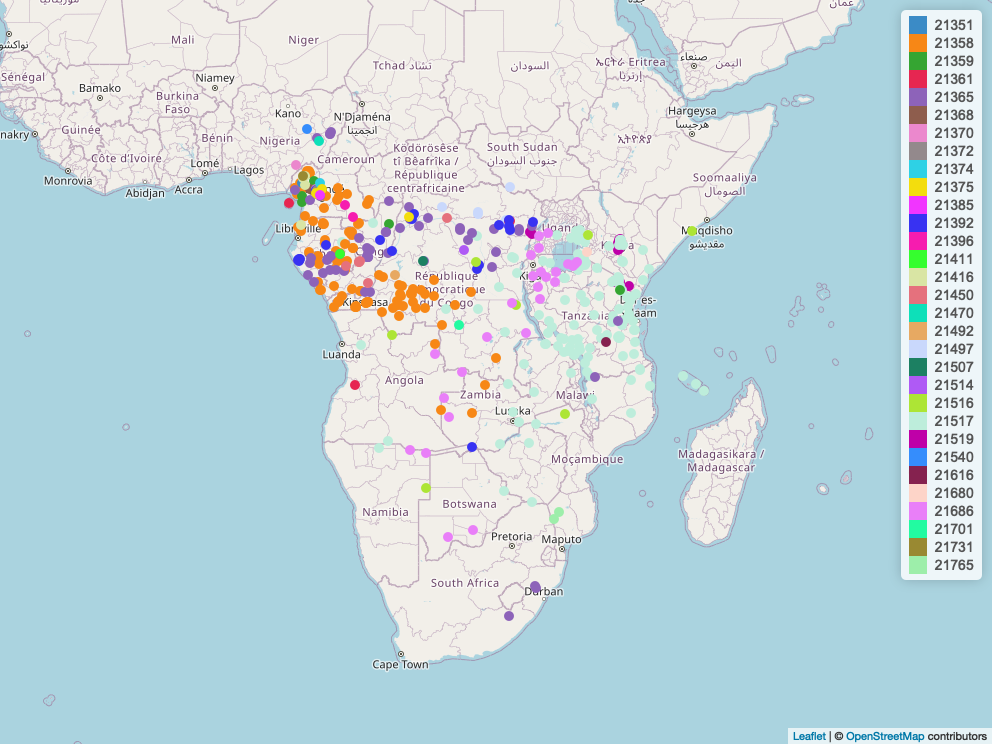 عمان
Mali
Niger
Tchad تشاد
السودان
ኤርትራ Eritrea
إرتريا
صنعاء
اليمن
Sénégal
Bamako
Niamey
Burkina
Faso
Kano
N'Djaména
انجمينا
Hargeysa
هرجيسا
nakry
Guinée
Bénin
Nigeria
Côte d'Ivoire
Lomé
Lagos
Cameroun
Ködörösêse
tî Bêafrîka /
République
centrafricaine
South Sudan
جنوب السودان
ኢትዮጵያ
Soomaaliya
الصومال
Monrovia
Abidjan
Accra
Muqdisho
مقديشو
Libreville
Uganda
République
démocratique
du Congo
Kinshasa
Tanzania
Luanda
Angola
Zambia
Malawi
Lusaka
Moçambique
Madagasikara /
Madagascar
Namibia
Botswana
Pretoria
Maputo
South Africa
Durban
Cape Town
21351
21358
21359
21361
21365
21368
21370
21372
21374
21375
21385
21392
21396
21411
21416
21450
21470
21492
21497
21507
21514
21516
21517
21519
21540
21616
21680
21686
21701
21731
21765
Leaflet | © OpenStreetMap contributors